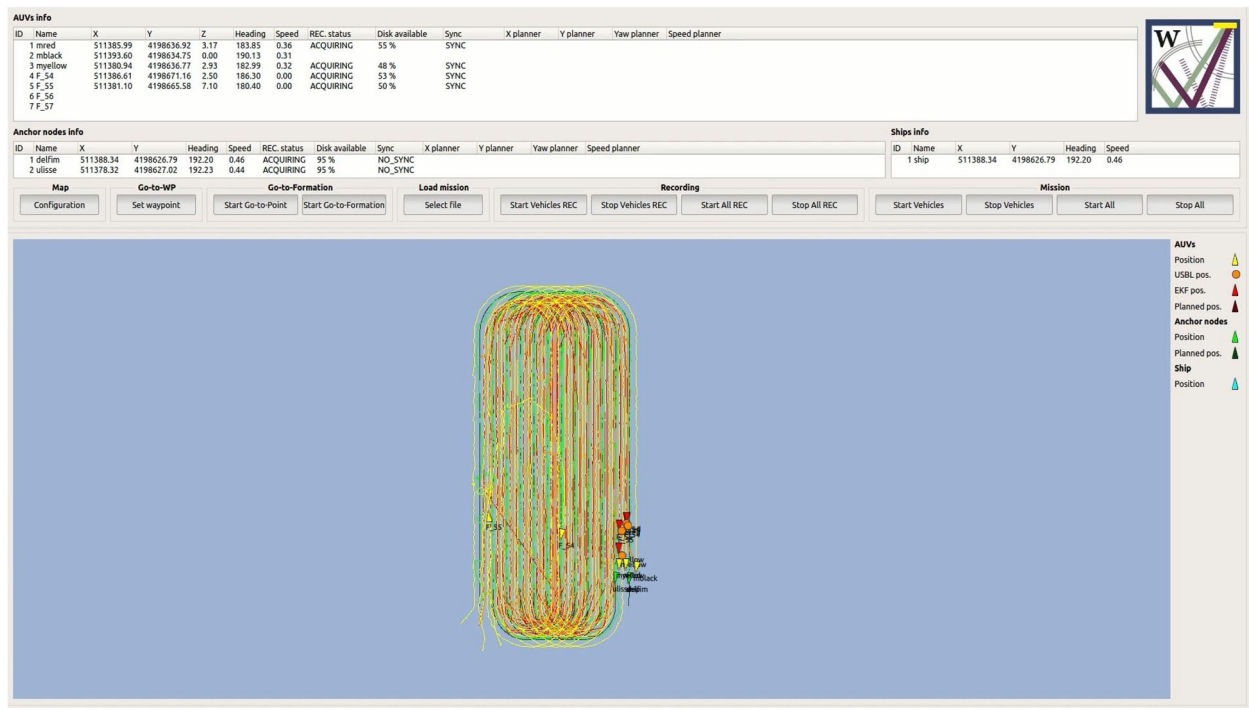 AUVs info
ID Name X Y Z Heading Speed REC. status Disk available Sync X planner Y planner Yaw planner Speed planner
1 mred 511385.99 4198636.92 3.17 183.85 0.36 ACQUIRING 55 % SYNC
2 mblack 511393.60 4198634.75 0.00 190.13 0.31
3 myellow 511380.94 4198636.77 2.93 182.99 0.32 ACQUIRING 48 % SYNC
4 F_54 511386.61 4198671.16 2.50 186.30 0.00 ACQUIRING 53 % SYNC
5 F_55 511381.10 4198665.58 7.10 180.40 0.00 ACQUIRING 50 % SYNC
6 F_56
7 F_57
W
Anchor nodes info
ID Name X Y Heading Speed REC. status Disk available Sync X planner Y planner Yaw planner Speed planner
1 delfim 511388.34 4198626.79 192.20 0.46 ACQUIRING 95 % NO_SYNC
2 ulisse 511378.32 4198627.02 192.23 0.44 ACQUIRING 95 % NO_SYNC
Ships info
ID Name X Y Heading Speed
1 ship 511388.34 4198626.79 192.20 0.46
Map Go-to-WP Go-to-Formation Load mission Recording Mission
Configuration Set waypoint Start Go-to-Point Start Go-to-Formation Select file Start Vehicles REC Stop Vehicles REC Start All REC Stop All REC Start Vehicles Stop Vehicles Start All Stop All
AUVs
Position
USBL pos.
EKF pos.
Planned pos.
Anchor nodes
Position
Planned pos.
Ship
Position
F_55
F_54
mblack
delfim